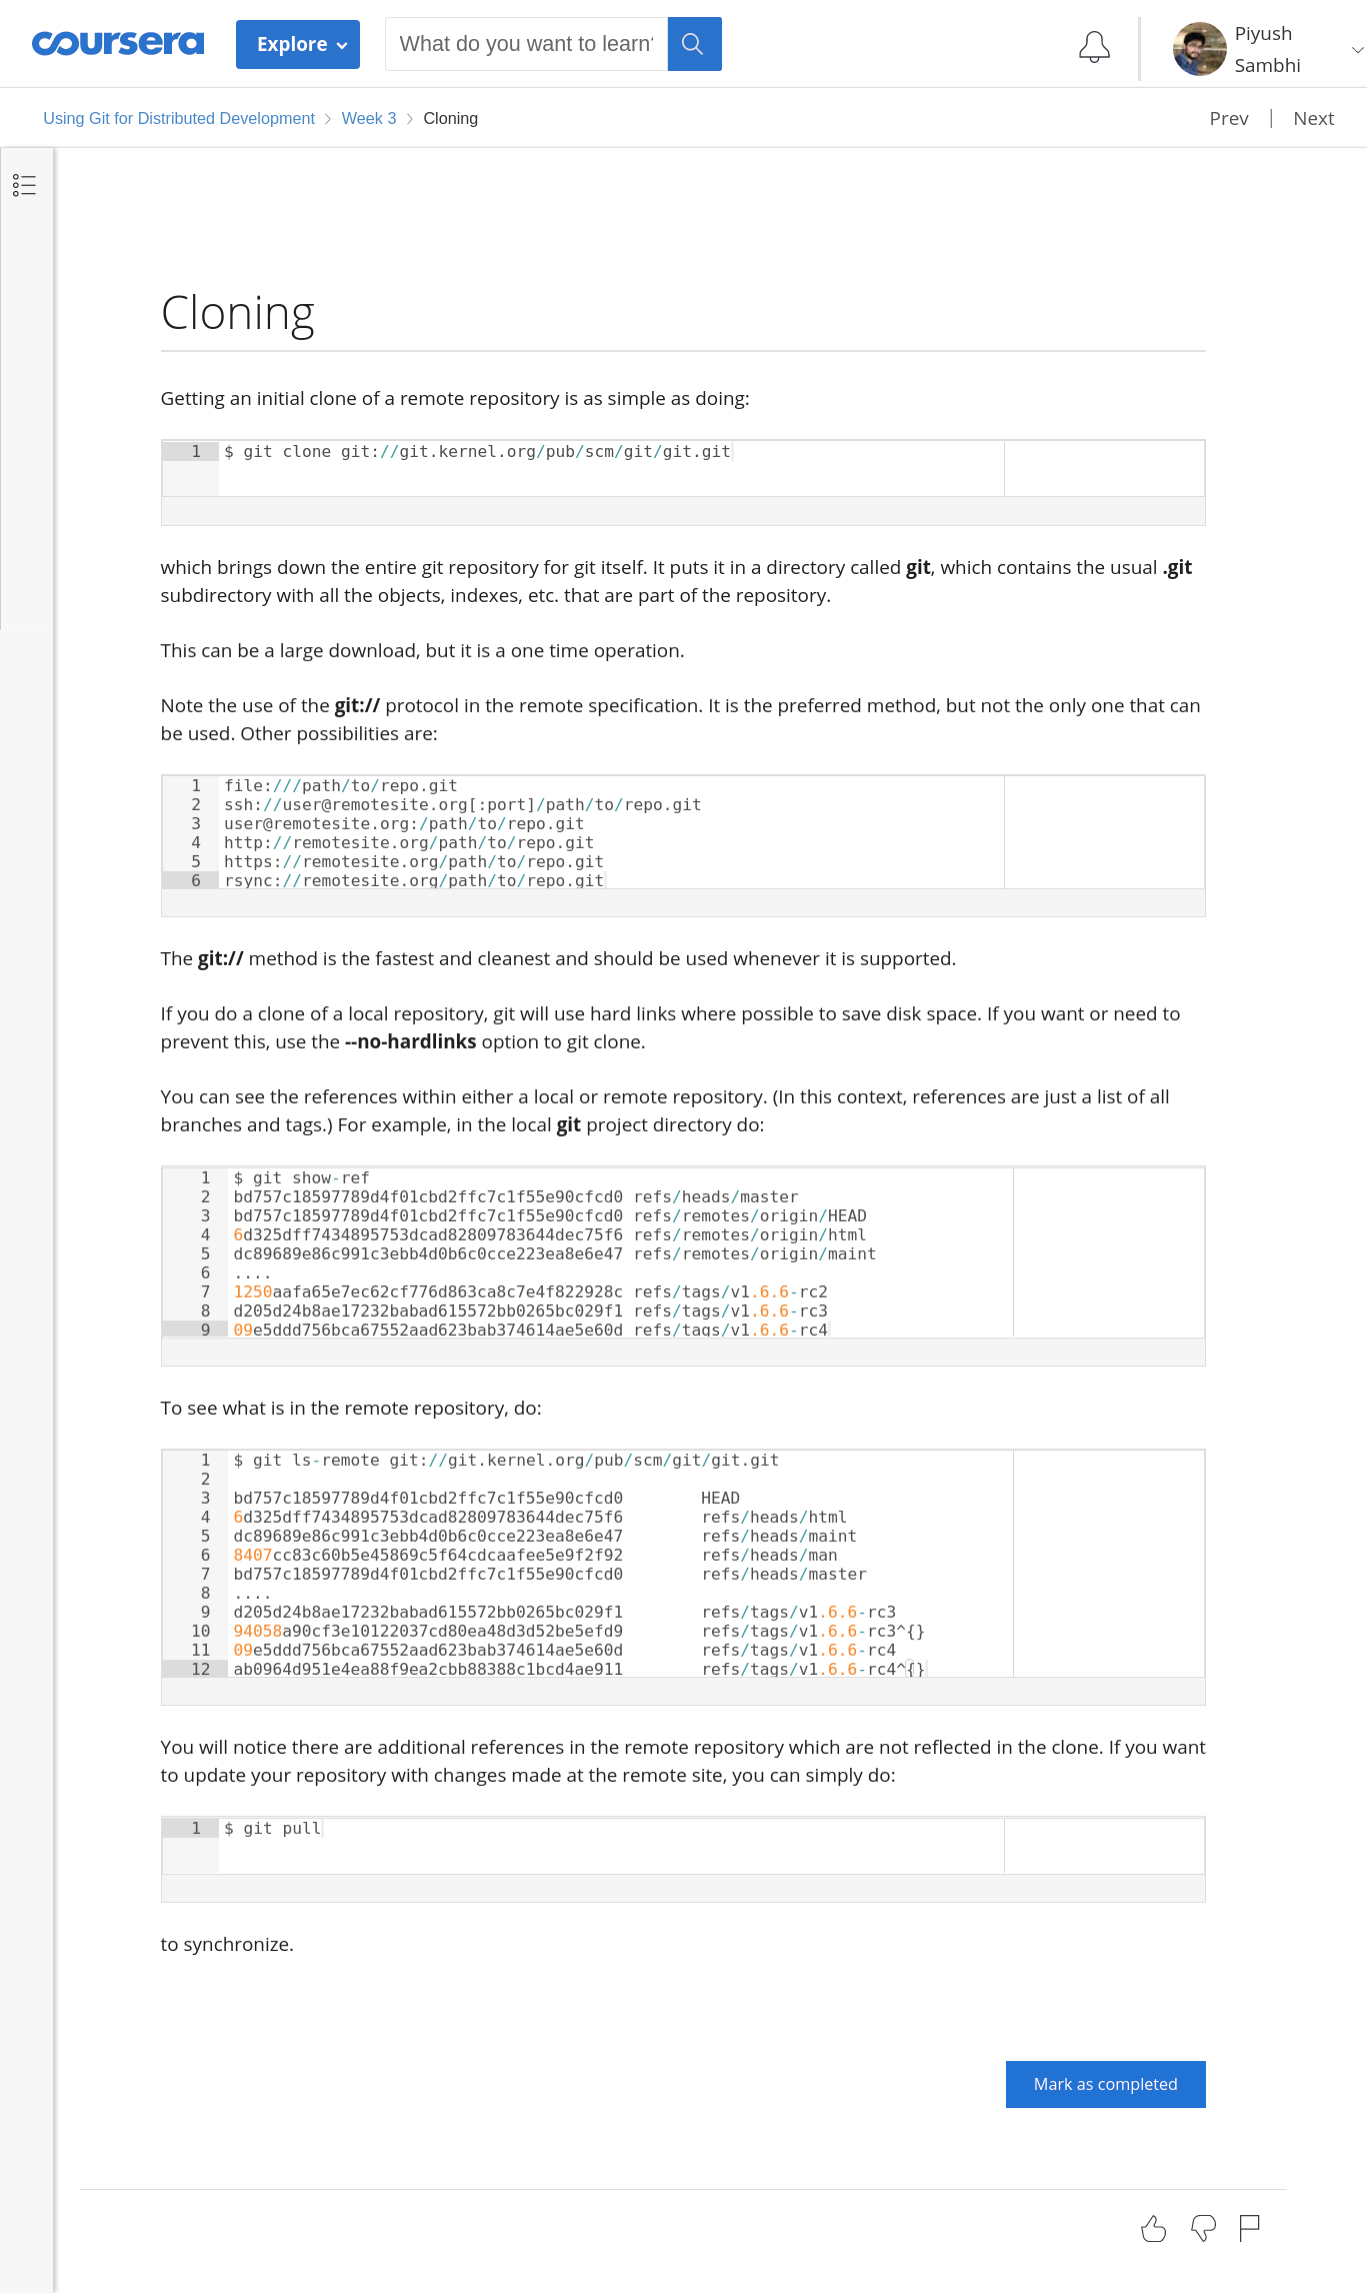 coursera
Explore
What do you want to learn?
Piyush
Sambhi
Using Git for Distributed Development > Week 3 > Cloning
Prev | Next
Cloning
Getting an initial clone of a remote repository is as simple as doing:
1 $ git clone git://git.kernel.org/pub/scm/git/git.git
which brings down the entire git repository for git itself. It puts it in a directory called git, which contains the usual .git
subdirectory with all the objects, indexes, etc. that are part of the repository.
This can be a large download, but it is a one time operation.
Note the use of the git:// protocol in the remote specification. It is the preferred method, but not the only one that can
be used. Other possibilities are:
1 file:///path/to/repo.git
2 ssh://user@remotesite.org[:port]/path/to/repo.git
3 user@remotesite.org:/path/to/repo.git
4 http://remotesite.org/path/to/repo.git
5 https://remotesite.org/path/to/repo.git
6 rsync://remotesite.org/path/to/repo.git
The git:// method is the fastest and cleanest and should be used whenever it is supported.
If you do a clone of a local repository, git will use hard links where possible to save disk space. If you want or need to
prevent this, use the --no-hardlinks option to git clone.
You can see the references within either a local or remote repository. (In this context, references are just a list of all
branches and tags.) For example, in the local git project directory do:
1 $ git show-ref
2 bd757c18597789d4f01cbd2ffc7c1f55e90cfcd0 refs/heads/master
3 bd757c18597789d4f01cbd2ffc7c1f55e90cfcd0 refs/remotes/origin/HEAD
4 6d325dff7434895753dcad82809783644dec75f6 refs/remotes/origin/html
5 dc89689e86c991c3ebb4d0b6c0cce223ea8e6e47 refs/remotes/origin/maint
6 ....
7 1250aafa65e7ec62cf776d863ca8c7e4f822928c refs/tags/v1.6.6-rc2
8 d205d24b8ae17232babad615572bb0265bc029f1 refs/tags/v1.6.6-rc3
9 09e5ddd756bca67552aad623bab374614ae5e60d refs/tags/v1.6.6-rc4
To see what is in the remote repository, do:
1 $ git ls-remote git://git.kernel.org/pub/scm/git/git.git
2
3 bd757c18597789d4f01cbd2ffc7c1f55e90cfcd0 HEAD
4 6d325dff7434895753dcad82809783644dec75f6 refs/heads/html
5 dc89689e86c991c3ebb4d0b6c0cce223ea8e6e47 refs/heads/maint
6 8407cc83c60b5e45869c5f64cdcaafee5e9f2f92 refs/heads/man
7 bd757c18597789d4f01cbd2ffc7c1f55e90cfcd0 refs/heads/master
8 ....
9 d205d24b8ae17232babad615572bb0265bc029f1 refs/tags/v1.6.6-rc3
10 94058a90cf3e10122037cd80ea48d3d52be5efd9 refs/tags/v1.6.6-rc3^{}
11 09e5ddd756bca67552aad623bab374614ae5e60d refs/tags/v1.6.6-rc4
12 ab0964d951e4ea88f9ea2cbb88388c1bcd4ae911 refs/tags/v1.6.6-rc4^{}
You will notice there are additional references in the remote repository which are not reflected in the clone. If you want
to update your repository with changes made at the remote site, you can simply do:
1 $ git pull
to synchronize.
Mark as completed